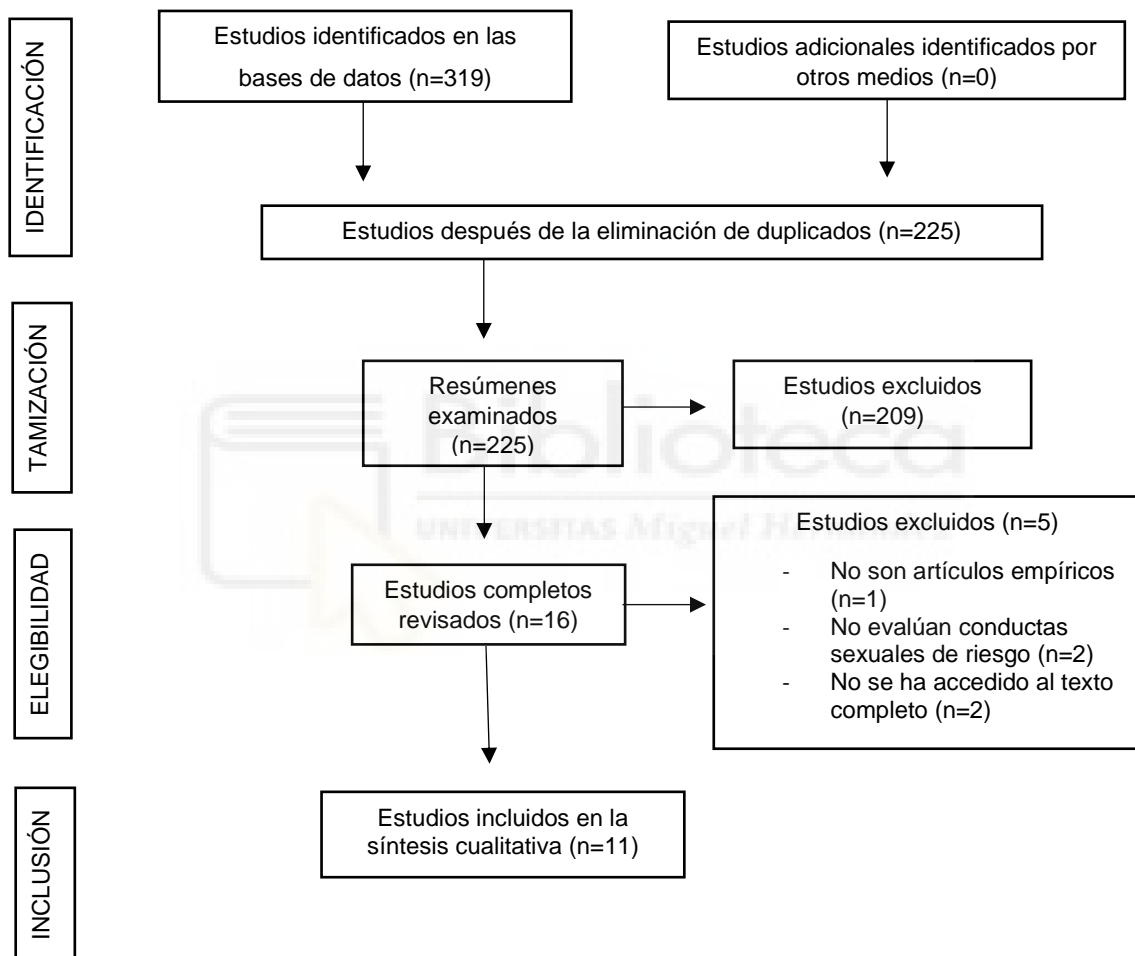 IDENTIFICACIÓN
Estudios identificados en las
bases de datos (n=319)
Estudios adicionales identificados por
otros medios (n=0)
Estudios después de la eliminación de duplicados (n=225)
TAMIZACIÓN
Resúmenes
examinados
(n=225)
Estudios excluidos
(n=209)
Biblioteca
UNIVERSITAS Miguel Hernández
ELEGIBILIDAD
Estudios completos
revisados (n=16)
Estudios excluidos (n=5)
- No son artículos empíricos
(n=1)
- No evalúan conductas
sexuales de riesgo (n=2)
- No se ha accedido al texto
completo (n=2)
INCLUSIÓN
Estudios incluidos en la
síntesis cualitativa (n=11)